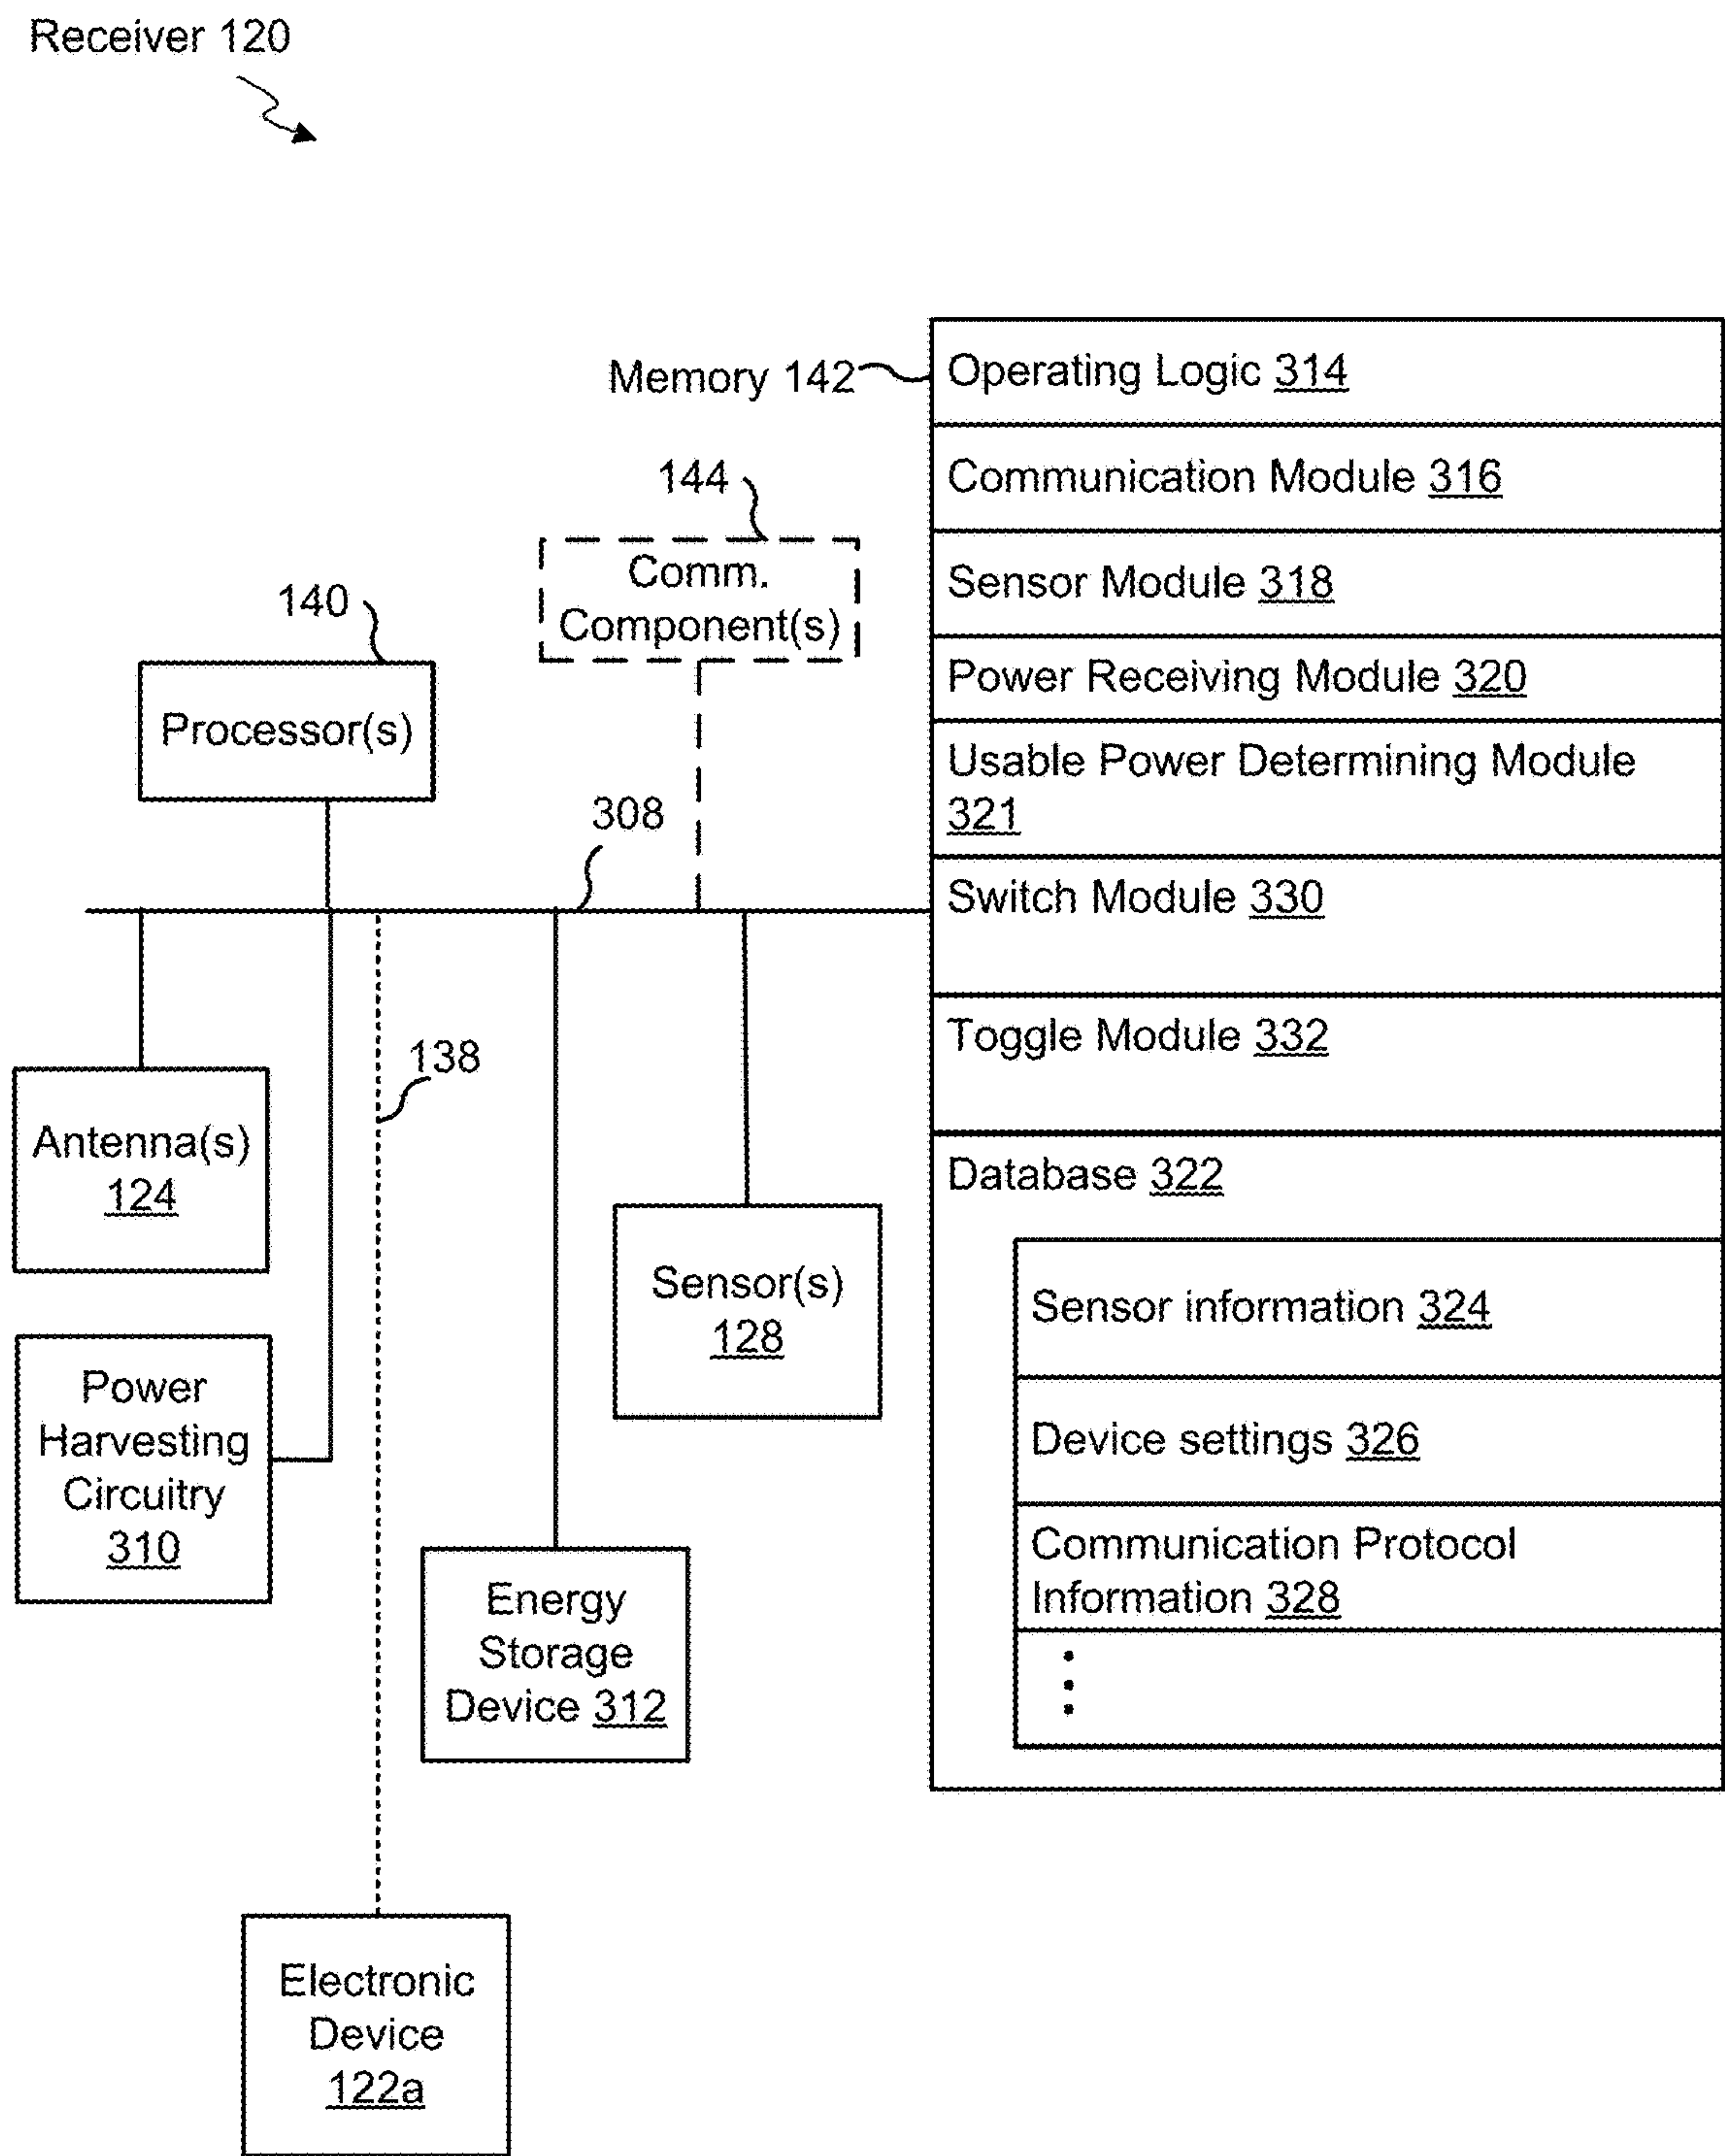 Receiver 120
Memory 142
Operating Logic 314
Communication Module 316
144
Comm.
Component(s)
Sensor Module 318
140
Processor(s)
Power Receiving Module 320
Usable Power Determining Module
321
308
Switch Module 330
Toggle Module 332
138
Antenna(s)
124
Database 322
Sensor(s)
128
Sensor information 324
Power
Harvesting
Circuitry
310
Device settings 326
Communication Protocol
Information 328
Energy
Storage
Device 312
Electronic
Device
122a